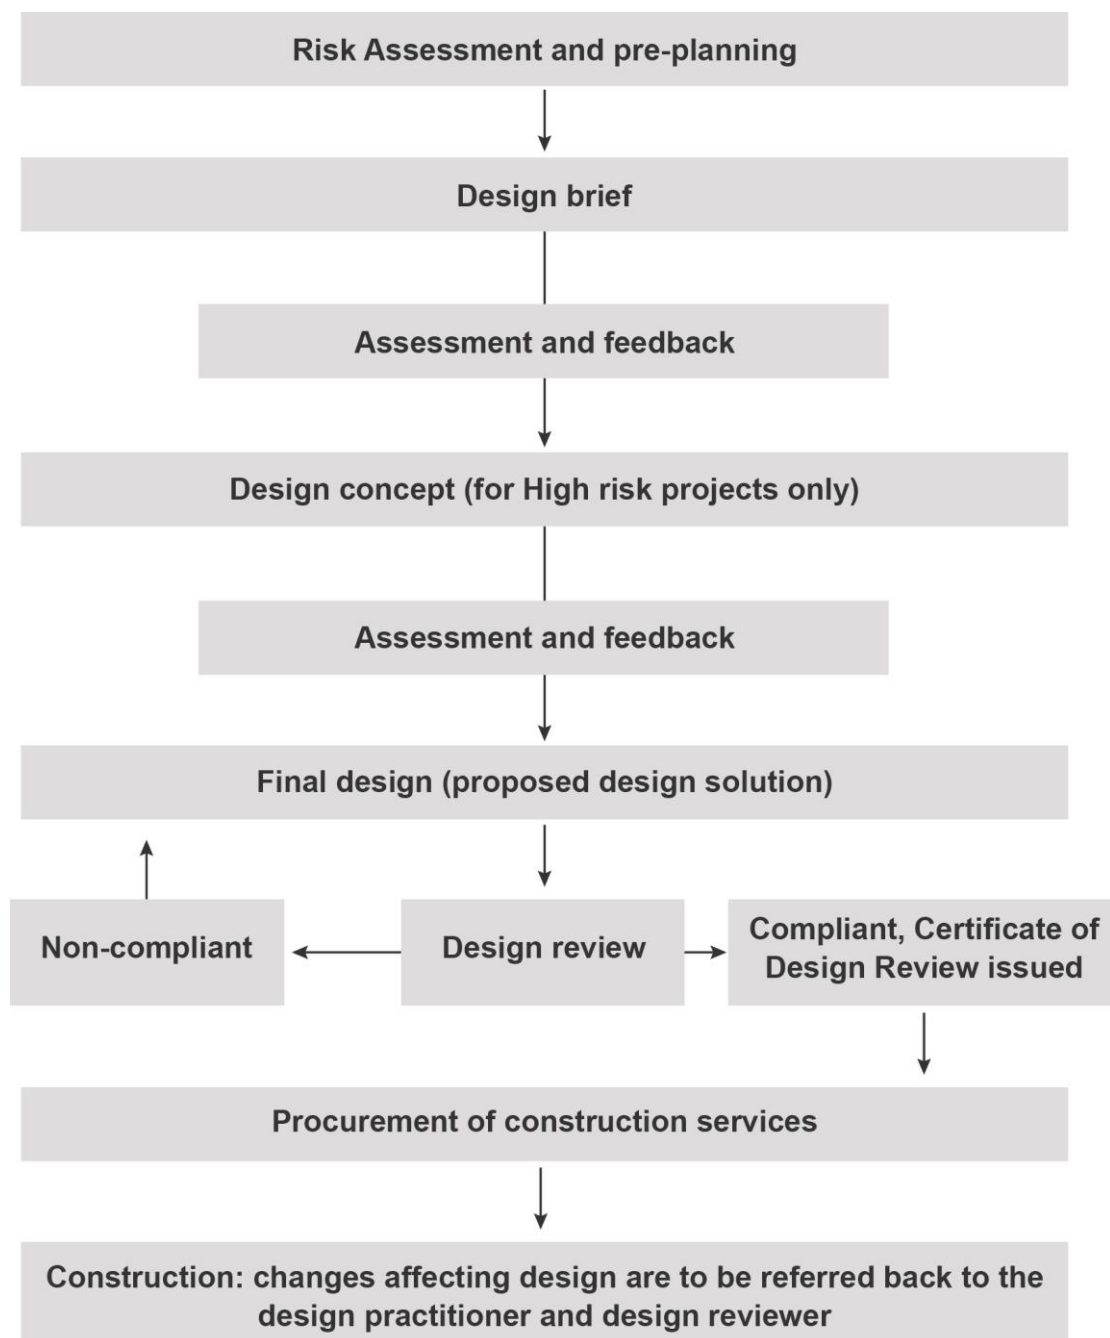 Risk Assessment and pre-planning
Design brief
Assessment and feedback
Design concept (for High risk projects only)
Assessment and feedback
Final design (proposed design solution)
Non-compliant
Design review
Compliant, Certificate of
Design Review issued
Procurement of construction services
Construction: changes affecting design are to be referred back to the
design practitioner and design reviewer